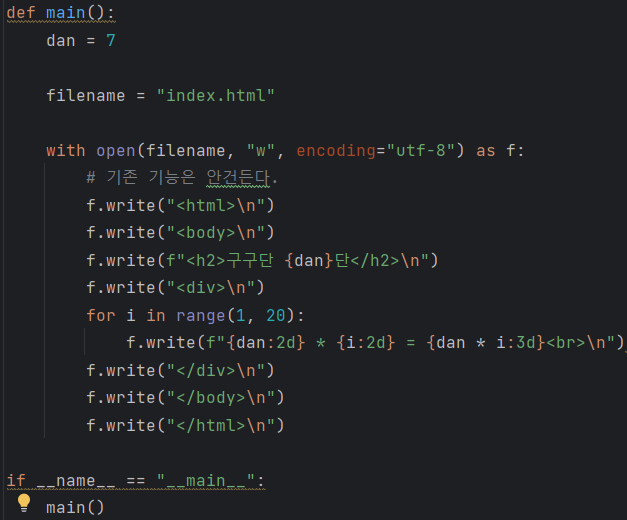 def main():
    dan = 7
    filename = "index.html"
    with open(filename, "w", encoding="utf-8") as f:
        # 기존 기능은 안건든다.
        f.write("<html>\n")
        f.write("<body>\n")
        f.write(f"<h2>구구단 {dan}단</h2>\n")
        f.write("<div>\n")
        for i in range(1, 20):
            f.write(f"{dan:2d} * {i:2d} = {dan * i:3d}<br>\n")
        f.write("</div>\n")
        f.write("</body>\n")
        f.write("</html>\n")
if __name__ == "__main__":
    main()